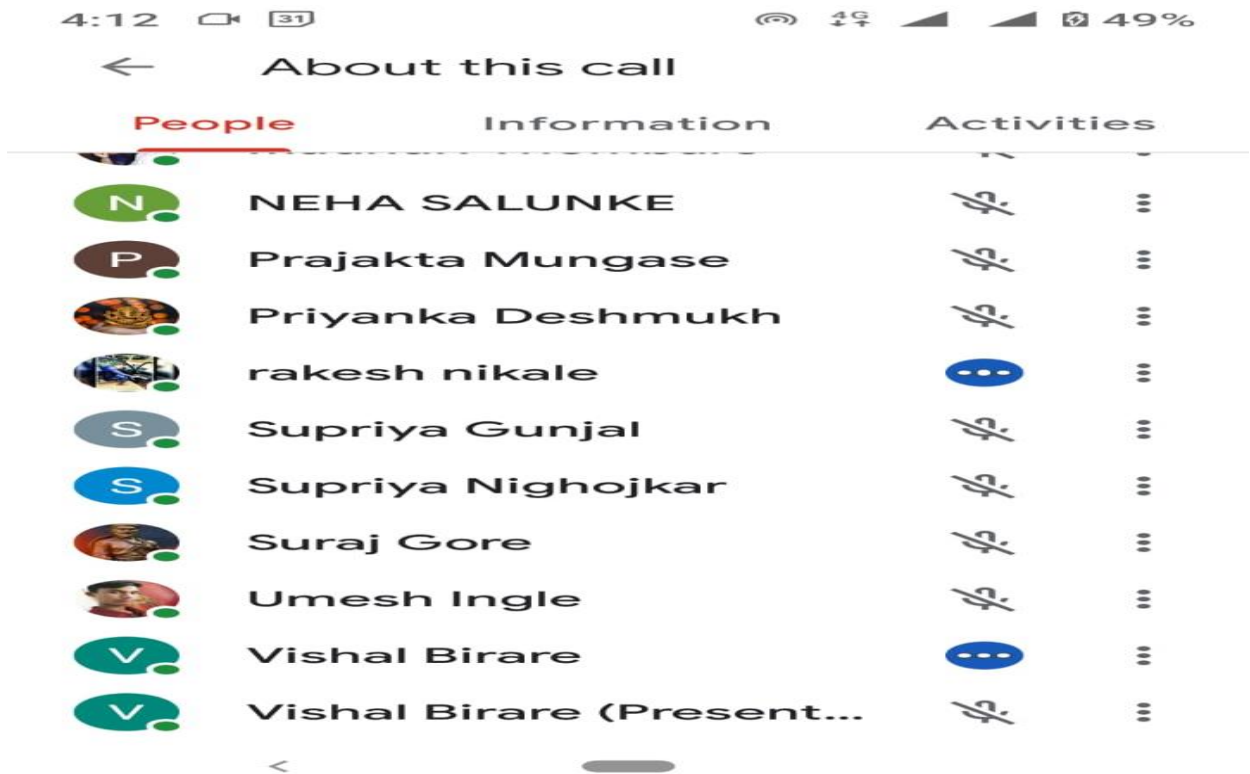 4:12 31 4G 49%
About this call
People Information Activities
N NEHA SALUNKE
P Prajakta Mungase
Priyanka Deshmukh
rakesh nikale
S Supriya Gunjal
S Supriya Nighojkar
Suraj Gore
Umesh Ingle
V Vishal Birare
V Vishal Birare (Present...